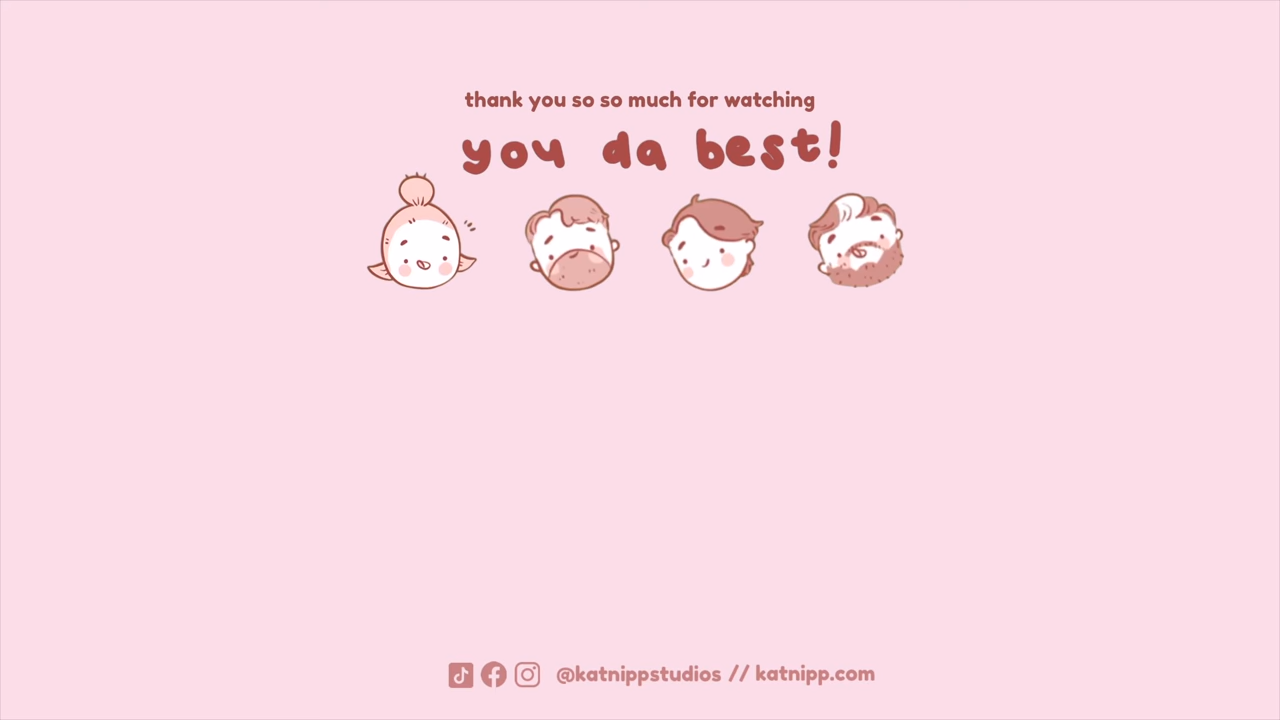 thank you so so much for watching
you da best!
@katnippstudios // katnipp.com